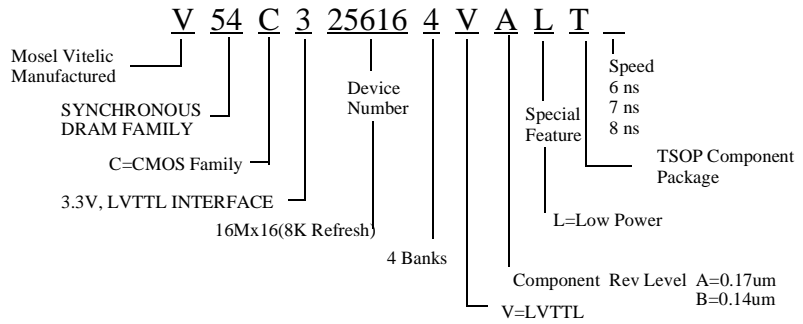 V 54 C 3 25616 4 V A L T
Mosel Vitelic
Manufactured
SYNCHRONOUS
DRAM FAMILY
C=CMOS Family
3.3V, LVTTL INTERFACE
Device
Number
16Mx16(8K Refresh)
4 Banks
Special
Feature
L=Low Power
Speed
6 ns
7 ns
8 ns
TSOP Component
Package
Component Rev Level A=0.17um
B=0.14um
V=LVTTL